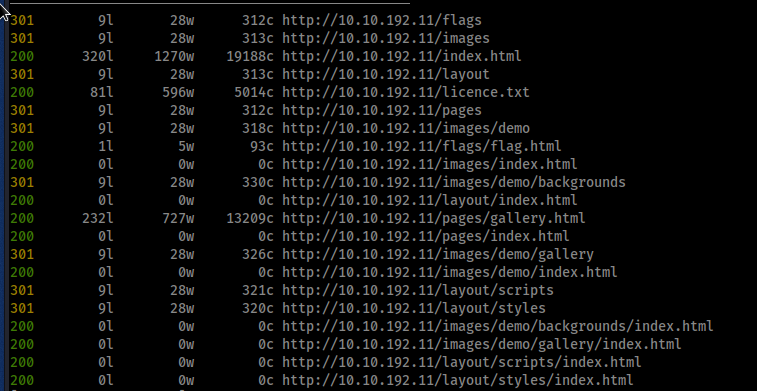 301 9l 28w 312c http://10.10.192.11/flags
301 9l 28w 313c http://10.10.192.11/images
200 320l 1270w 19188c http://10.10.192.11/index.html
301 9l 28w 313c http://10.10.192.11/layout
200 81l 596w 5014c http://10.10.192.11/licence.txt
301 9l 28w 312c http://10.10.192.11/pages
301 9l 28w 318c http://10.10.192.11/images/demo
200 1l 5w 93c http://10.10.192.11/flags/flag.html
200 0l 0w 0c http://10.10.192.11/images/index.html
301 9l 28w 330c http://10.10.192.11/images/demo/backgrounds
200 0l 0w 0c http://10.10.192.11/layout/index.html
200 232l 727w 13209c http://10.10.192.11/pages/gallery.html
200 0l 0w 0c http://10.10.192.11/pages/index.html
301 9l 28w 326c http://10.10.192.11/images/demo/gallery
200 0l 0w 0c http://10.10.192.11/images/demo/index.html
301 9l 28w 321c http://10.10.192.11/layout/scripts
301 9l 28w 320c http://10.10.192.11/layout/styles
200 0l 0w 0c http://10.10.192.11/images/demo/backgrounds/index.html
200 0l 0w 0c http://10.10.192.11/images/demo/gallery/index.html
200 0l 0w 0c http://10.10.192.11/layout/scripts/index.html
200 0l 0w 0c http://10.10.192.11/layout/styles/index.html